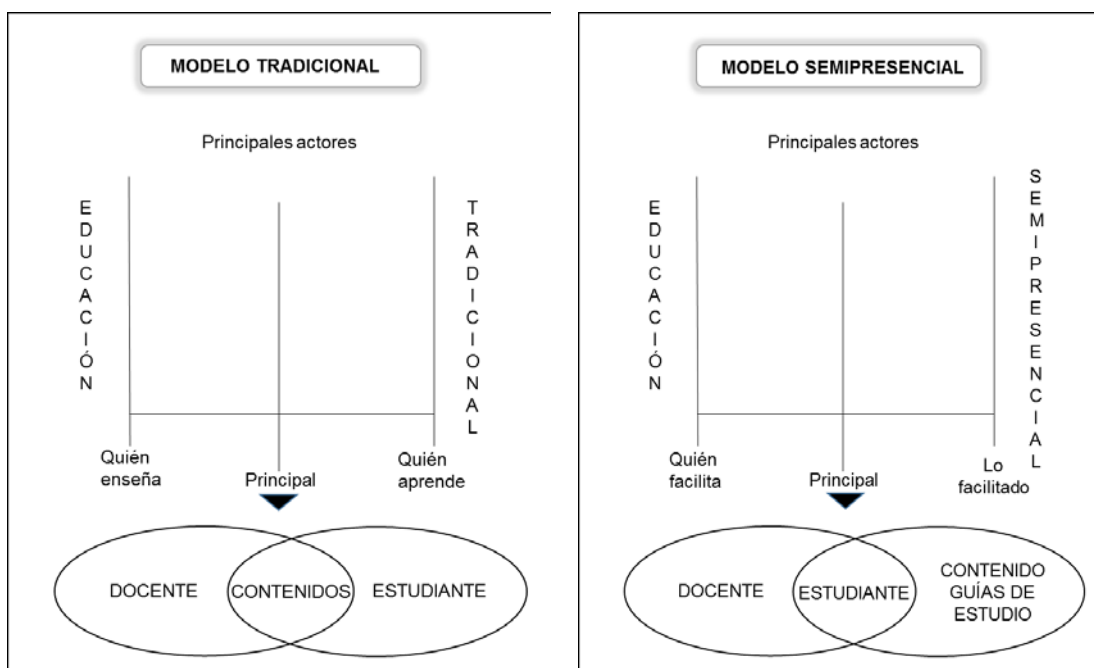 MODELO TRADICIONAL
Principales actores
EDUCACIÓN
TRADICIONAL
Quién
enseña
Principal
Quién
aprende
DOCENTE
CONTENIDOS
ESTUDIANTE
MODELO SEMIPRESENCIAL
Principales actores
EDUCACIÓN
SEMIPRESENCIAL
Quién
facilita
Principal
Lo
facilitado
DOCENTE
ESTUDIANTE
CONTENIDO
GUÍAS DE
ESTUDIO